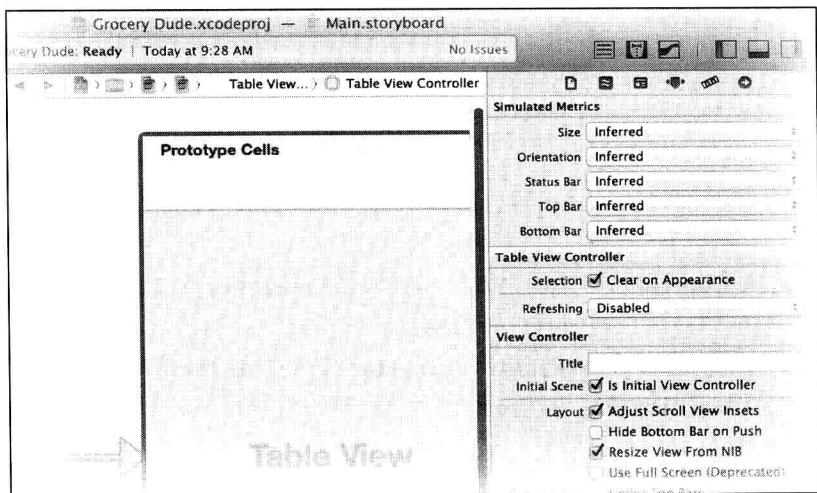 Grocery Dude.xcodeproj — Main.storyboard
cery Dude: Ready | Today at 9:28 AM No Issues
Table View... › Table View Controller
Prototype Cells
Table View
Simulated Metrics
Size Inferred
Orientation Inferred
Status Bar Inferred
Top Bar Inferred
Bottom Bar Inferred
Table View Controller
Selection Clear on Appearance
Refreshing Disabled
View Controller
Title
Initial Scene Is Initial View Controller
Layout Adjust Scroll View Insets
Hide Bottom Bar on Push
Resize View From NIB
Use Full Screen (Deprecated)
Under Top Bars